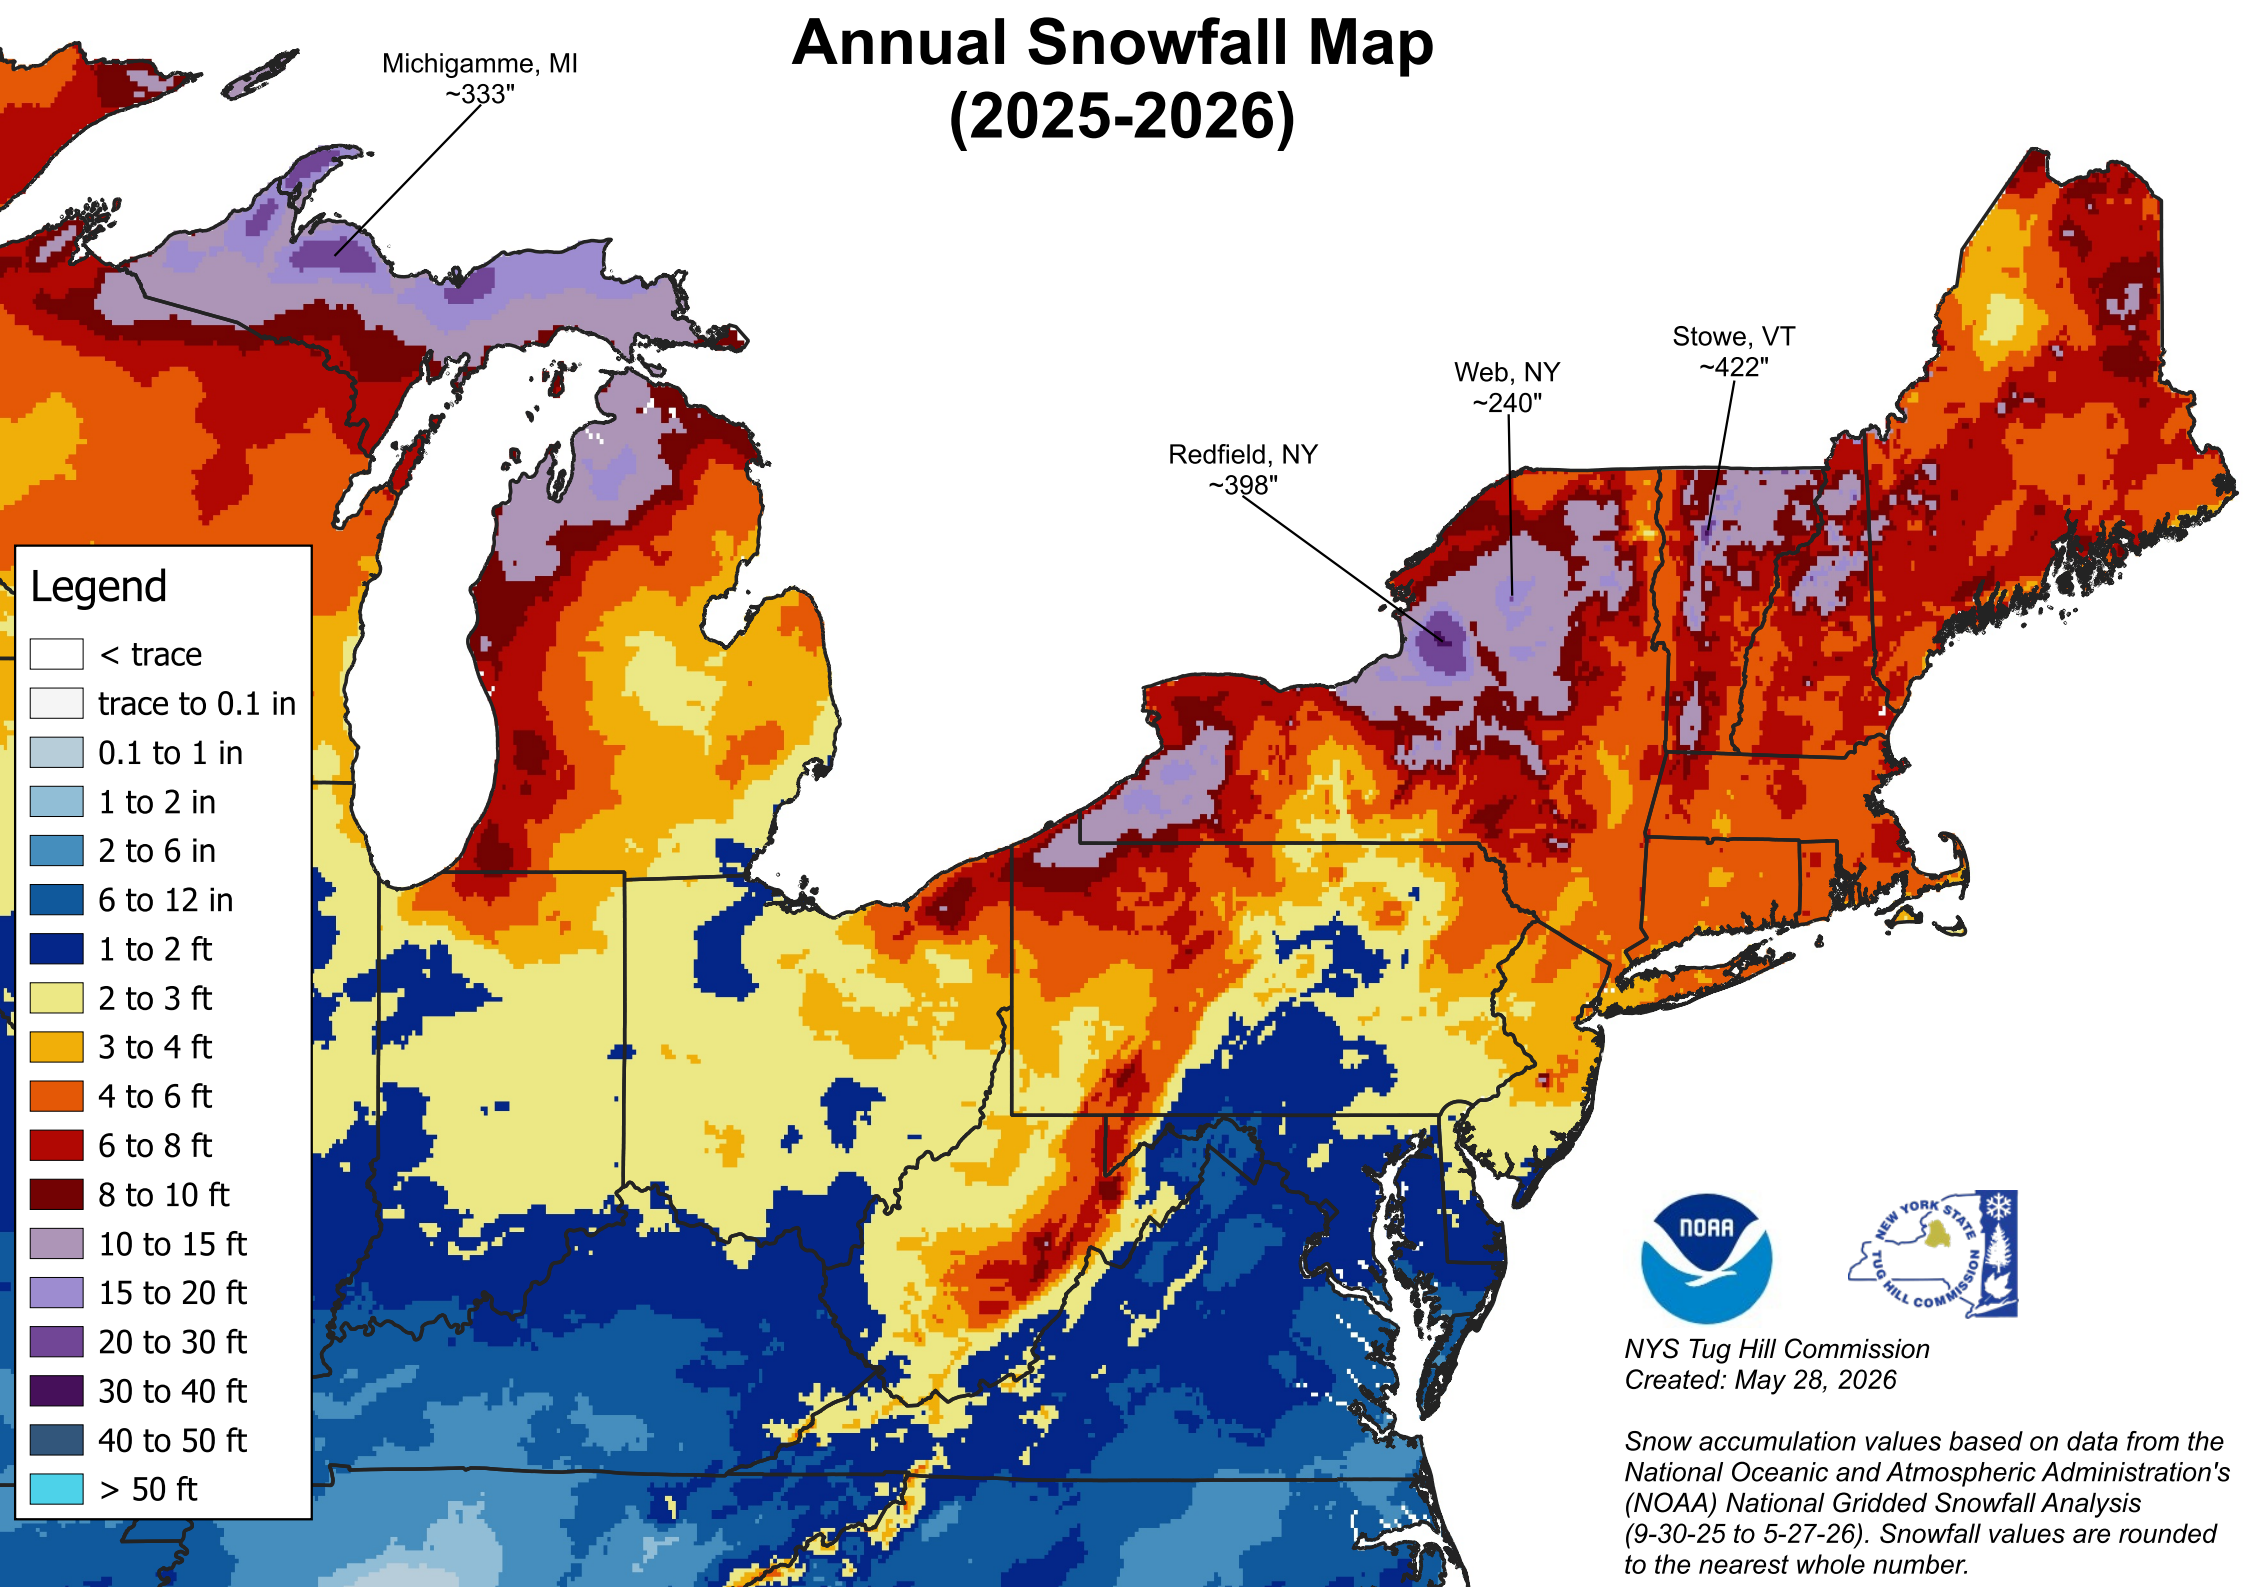 Annual Snowfall Map
(2025-2026)
Michigamme, MI
~333"
Stowe, VT
~422"
Web, NY
~240"
Redfield, NY
~398"
Legend
< trace
trace to 0.1 in
0.1 to 1 in
1 to 2 in
2 to 6 in
6 to 12 in
1 to 2 ft
2 to 3 ft
3 to 4 ft
4 to 6 ft
6 to 8 ft
8 to 10 ft
10 to 15 ft
15 to 20 ft
20 to 30 ft
30 to 40 ft
40 to 50 ft
> 50 ft
NOAA
NEW YORK STATE
TUG HILL COMMISSION
NYS Tug Hill Commission
Created: May 28, 2026
Snow accumulation values based on data from the
National Oceanic and Atmospheric Administration's
(NOAA) National Gridded Snowfall Analysis
(9-30-25 to 5-27-26). Snowfall values are rounded
to the nearest whole number.